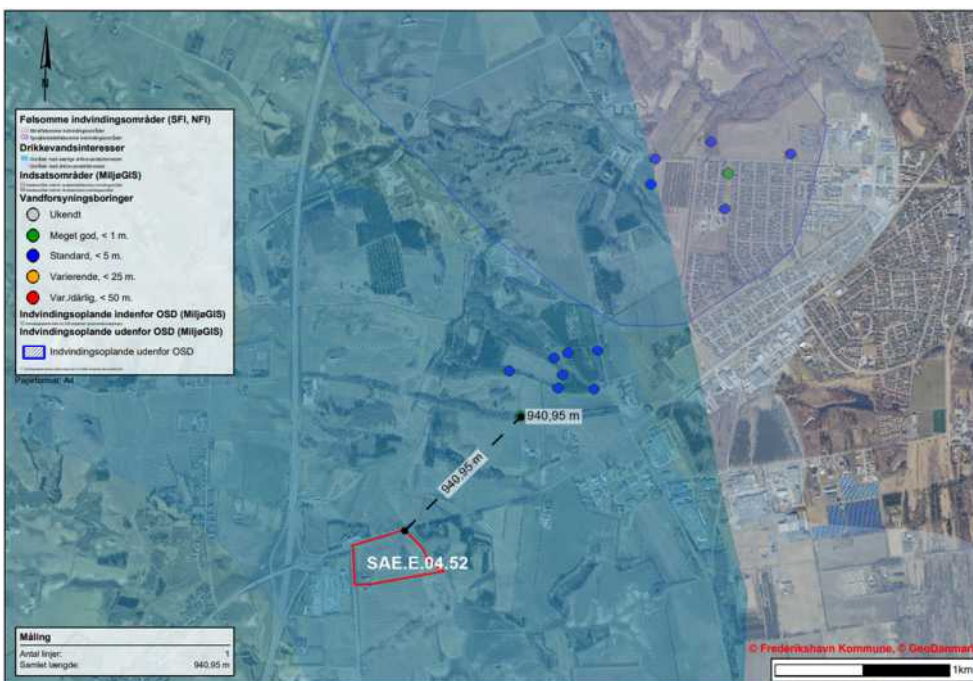 N
Følsomme indvindingsområder (SFI, NFI)
Drikkevandsinteresser
Indsatsområder (MiljøGIS)
Vandforsyningsboringer
Ukendt
Meget god, < 1 m.
Standard, < 5 m.
Varierende, < 25 m.
Var./dårlig, < 50 m.
Indvindingsoplande indenfor OSD (MiljøGIS)
Indvindingsoplande udenfor OSD (MiljøGIS)
Indvindingsoplande udenfor OSD
Papirformat: A4
940,95 m
940,95 m
SAE.E.04.52
Måling
Antal linjer: 1
Samlet længde: 940,95 m
© Frederikshavn Kommune, © GeoDanmark
1km